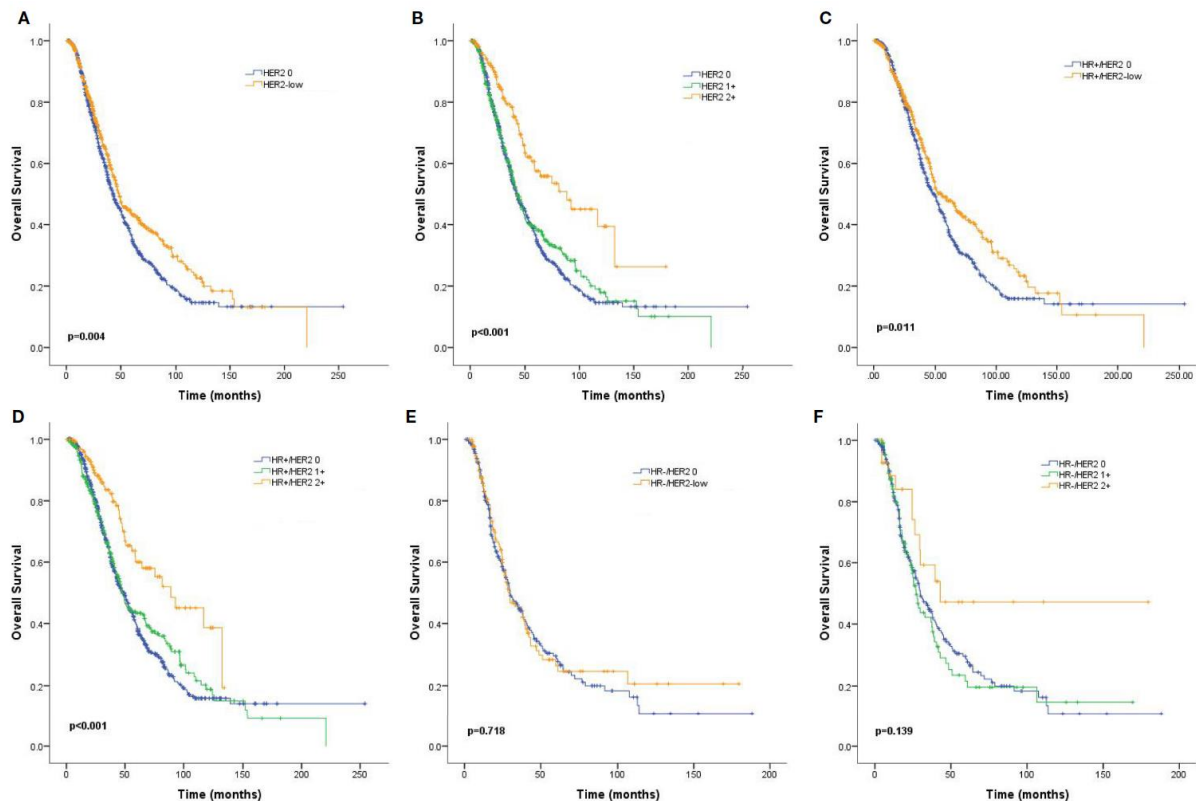 A
Overall Survival
1.0
0.8
0.6
0.4
0.2
0.0
HER2 0
HER2-low
p=0.004
0 50 100 150 200 250
Time (months)
B
Overall Survival
1.0
0.8
0.6
0.4
0.2
0.0
HER2 0
HER2 1+
HER2 2+
p<0.001
0 50 100 150 200 250
Time (months)
C
Overall Survival
1.0
0.8
0.6
0.4
0.2
0.0
HR+/HER2 0
HR+/HER2-low
p=0.011
.00 50.00 100.00 150.00 200.00 250.00
Time (months)
D
Overall Survival
1.0
0.8
0.6
0.4
0.2
0.0
HR+/HER2 0
HR+/HER2 1+
HR+/HER2 2+
p<0.001
0 50 100 150 200 250
Time (months)
E
Overall Survival
1.0
0.8
0.6
0.4
0.2
0.0
HR-/HER2 0
HR-/HER2-low
p=0.718
0 50 100 150 200
Time (months)
F
Overall Survival
1.0
0.8
0.6
0.4
0.2
0.0
HR-/HER2 0
HR-/HER2 1+
HR-/HER2 2+
p=0.139
0 50 100 150 200
Time (months)